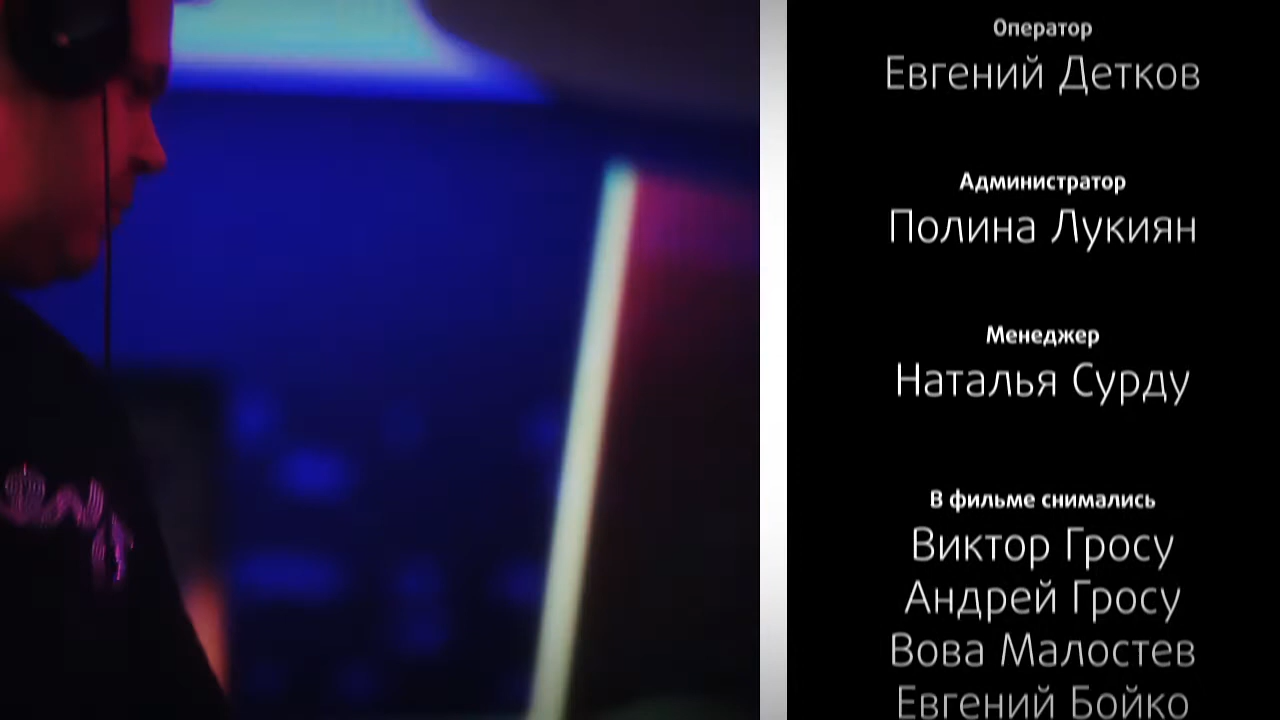 Оператор
Евгений Детков
Администратор
Полина Лукиян
Менеджер
Наталья Сурду
В фильме снимались
Виктор Гросу
Андрей Гросу
Вова Малостев
Евгений Бойко